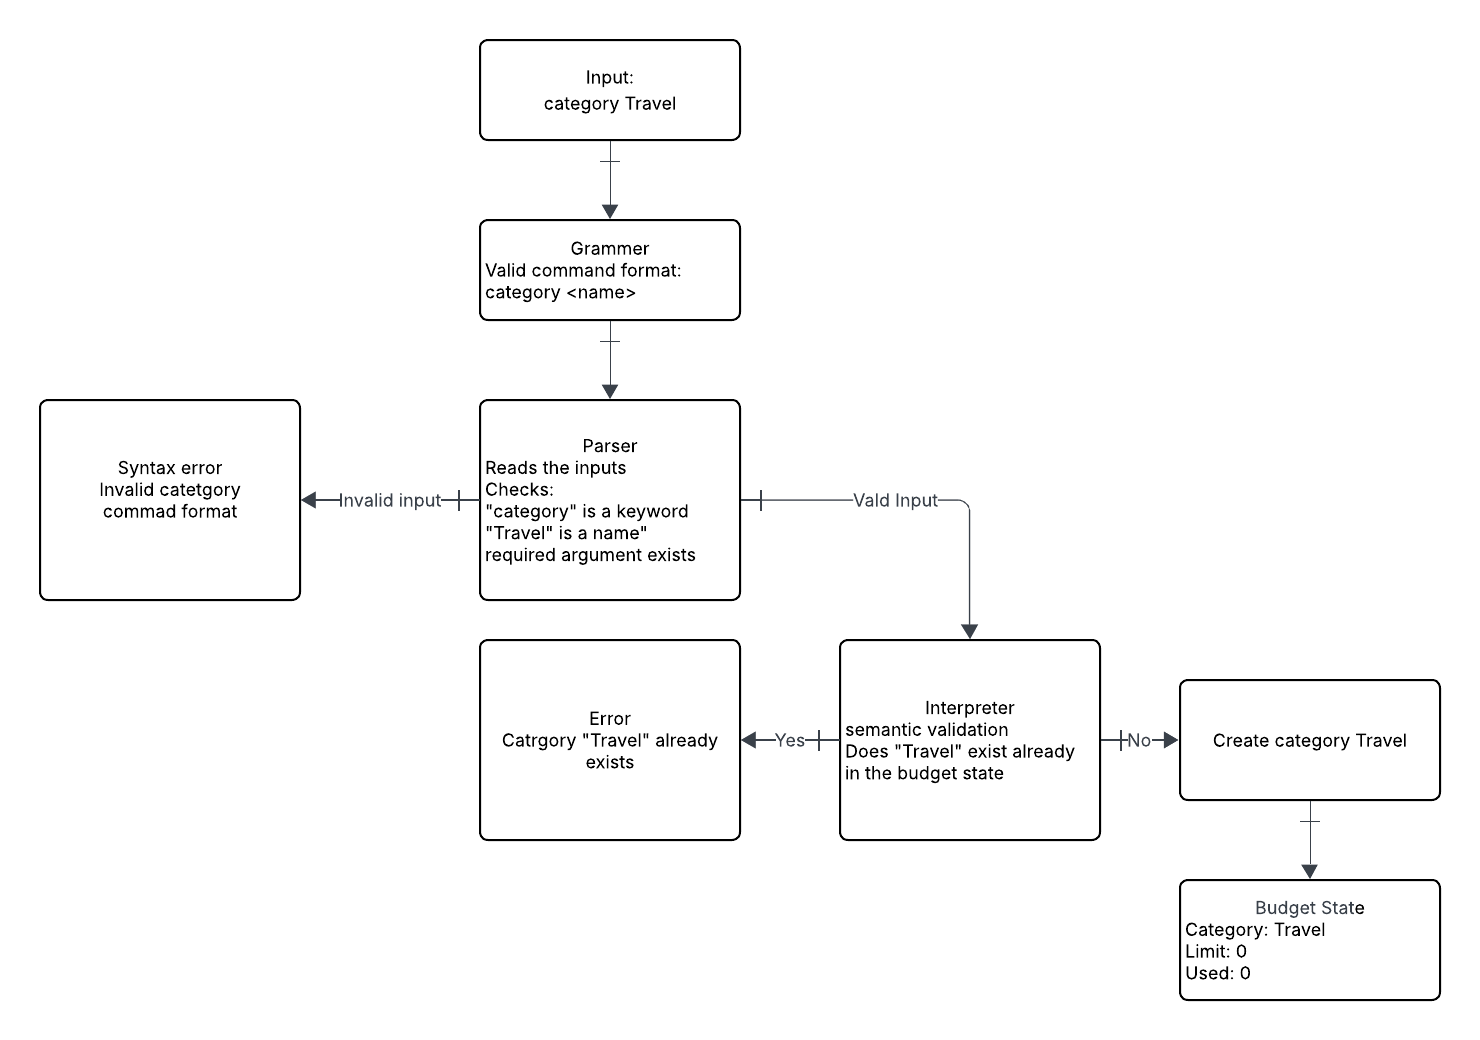 Input:
category Travel
Grammer
Valid command format:
category <name>
Syntax error
Invalid catetgory
commad format
Invalid input
Parser
Reads the inputs
Checks:
"category" is a keyword
"Travel" is a name"
required argument exists
Vald Input
Error
Catrgory "Travel" already
exists
Yes
Interpreter
semantic validation
Does "Travel" exist already
in the budget state
No
Create category Travel
Budget State
Category: Travel
Limit: 0
Used: 0